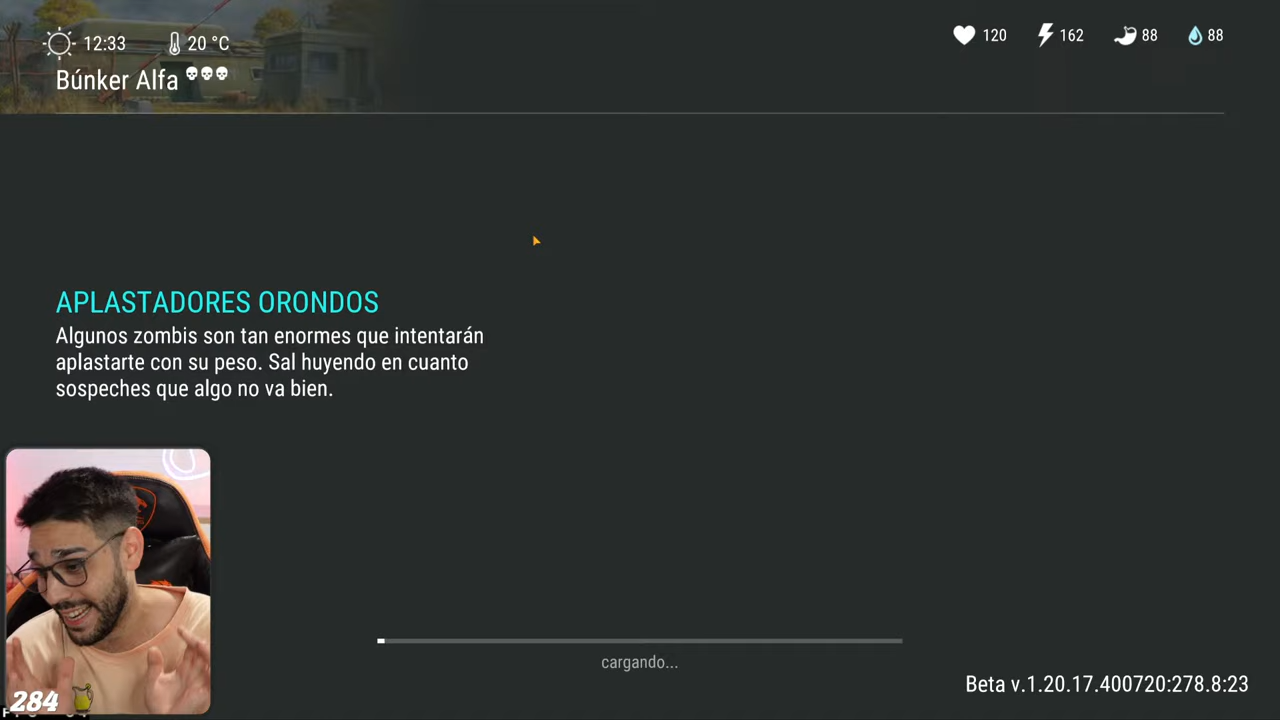 12:33 20 °C
Búnker Alfa
120 162 88 88
APLASTADORES ORONDOS
Algunos zombis son tan enormes que intentarán
aplastarte con su peso. Sal huyendo en cuanto
sospeches que algo no va bien.
284
cargando...
Beta v.1.20.17.400720:278.8:23